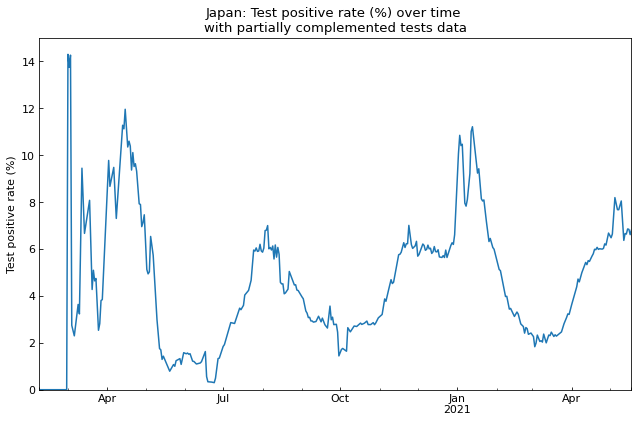 Japan: Test positive rate (%) over time
with partially complemented tests data
Test positive rate (%)
14
12
10
8
6
4
2
0
Apr
Jul
Oct
Jan
2021
Apr